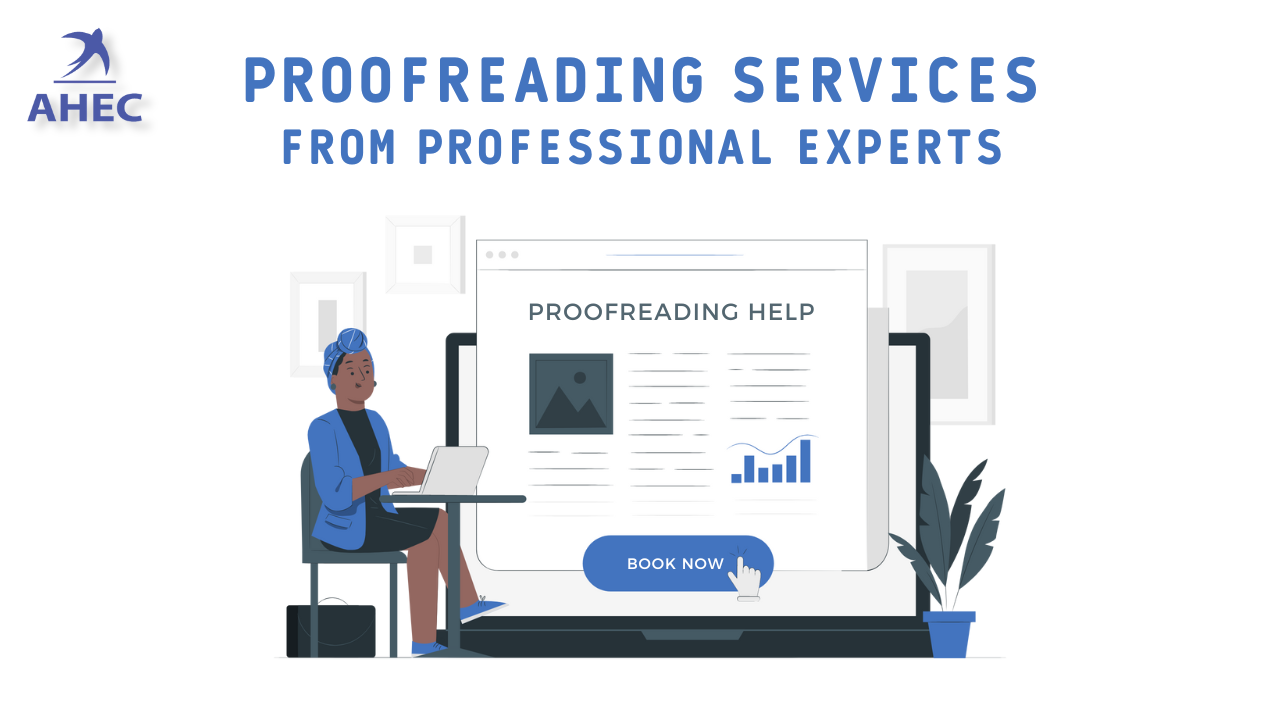 AHEC
PROOFREADING SERVICES
FROM PROFESSIONAL EXPERTS
PROOFREADING HELP
BOOK NOW